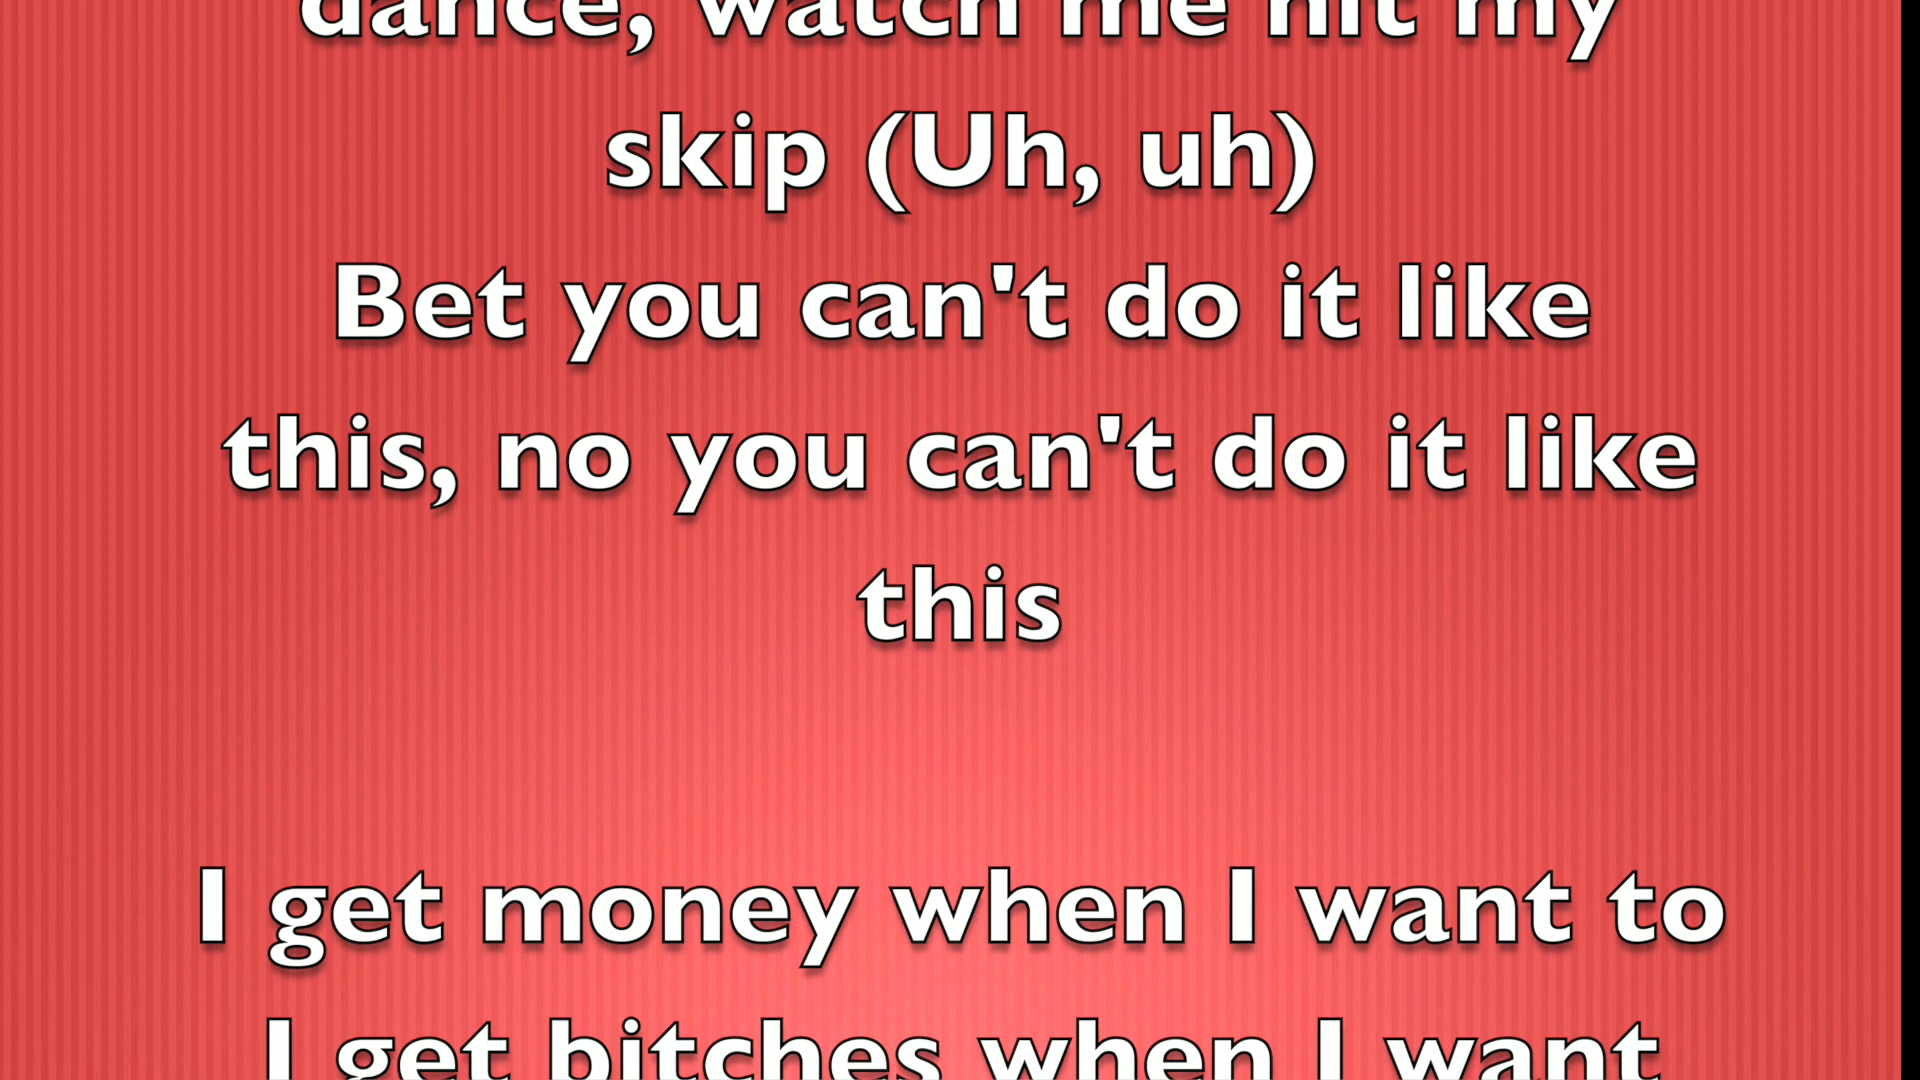 dance, watch me hit my
skip (Uh, uh)
Bet you can't do it like
this, no you can't do it like
this
I get money when I want to
I get bitches when I want